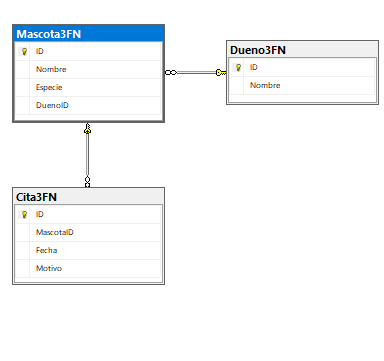 Mascota3FN
ID
Nombre
Especie
DuenoID
Dueno3FN
ID
Nombre
Cita3FN
ID
MascotaID
Fecha
Motivo